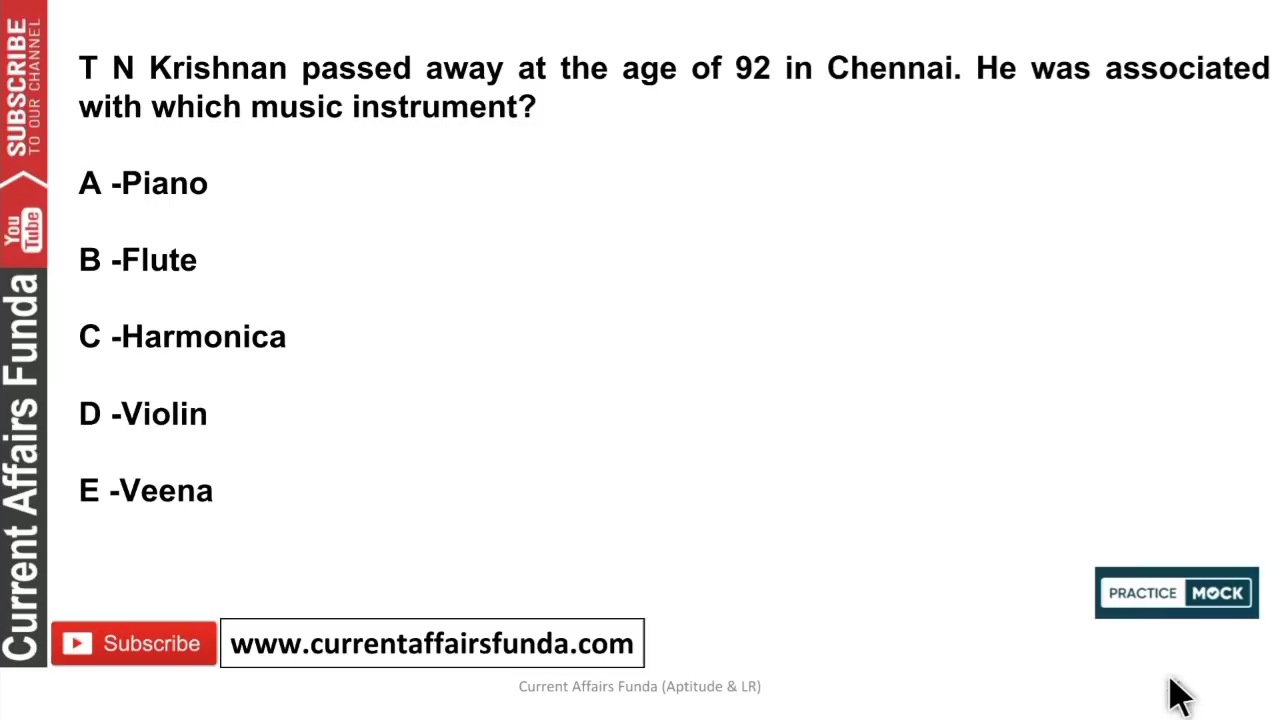 SUBSCRIBE
TO OUR CHANNEL
You
Tube
Current Affairs Funda
T N Krishnan passed away at the age of 92 in Chennai. He was associated
with which music instrument?
A -Piano
B -Flute
C -Harmonica
D -Violin
E -Veena
PRACTICE MOCK
Subscribe
www.currentaffairsfunda.com
Current Affairs Funda (Aptitude & LR)